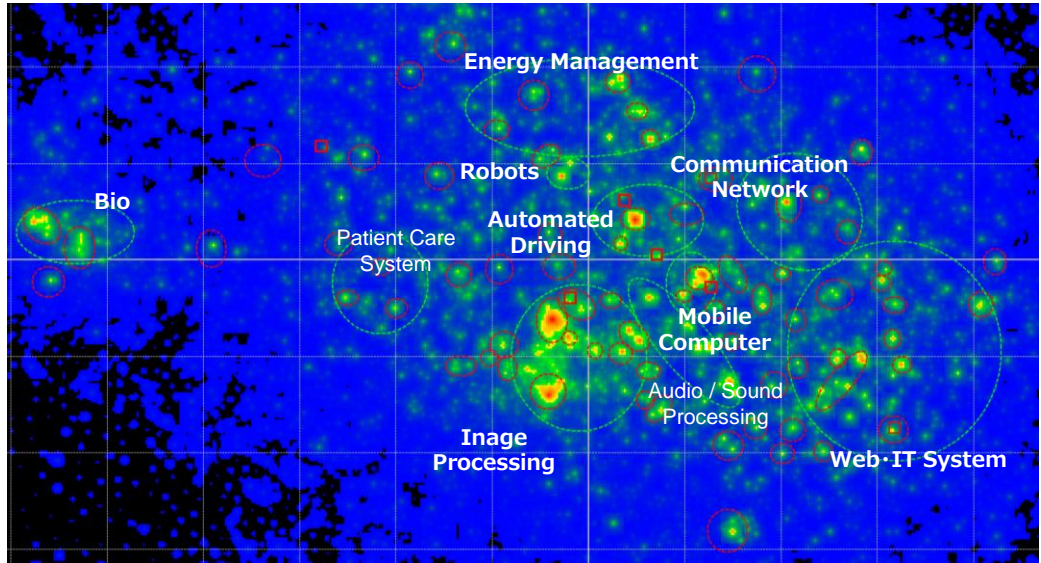 Energy Management
Robots
Communication
Network
Bio
Automated
Driving
Patient Care
System
Mobile
Computer
Audio / Sound
Processing
Inage
Processing
Web･IT System